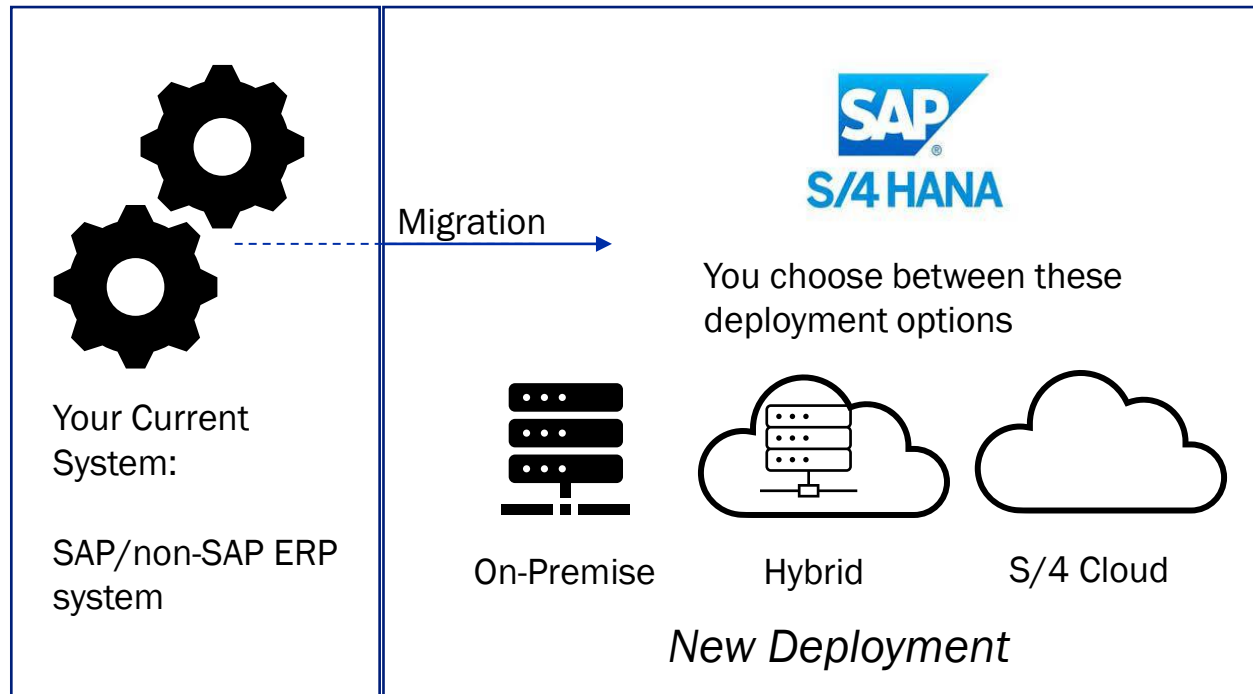 Your Current
System:
SAP/non-SAP ERP
system
Migration
SAP
®
S/4 HANA
You choose between these
deployment options
On-Premise
Hybrid
S/4 Cloud
New Deployment